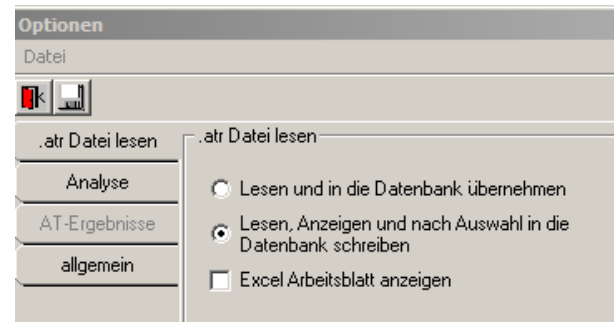 Optionen
Datei
.atr Datei lesen
Analyse
AT-Ergebnisse
allgemein
.atr Datei lesen
Lesen und in die Datenbank übernehmen
Lesen, Anzeigen und nach Auswahl in die
Datenbank schreiben
Excel Arbeitsblatt anzeigen